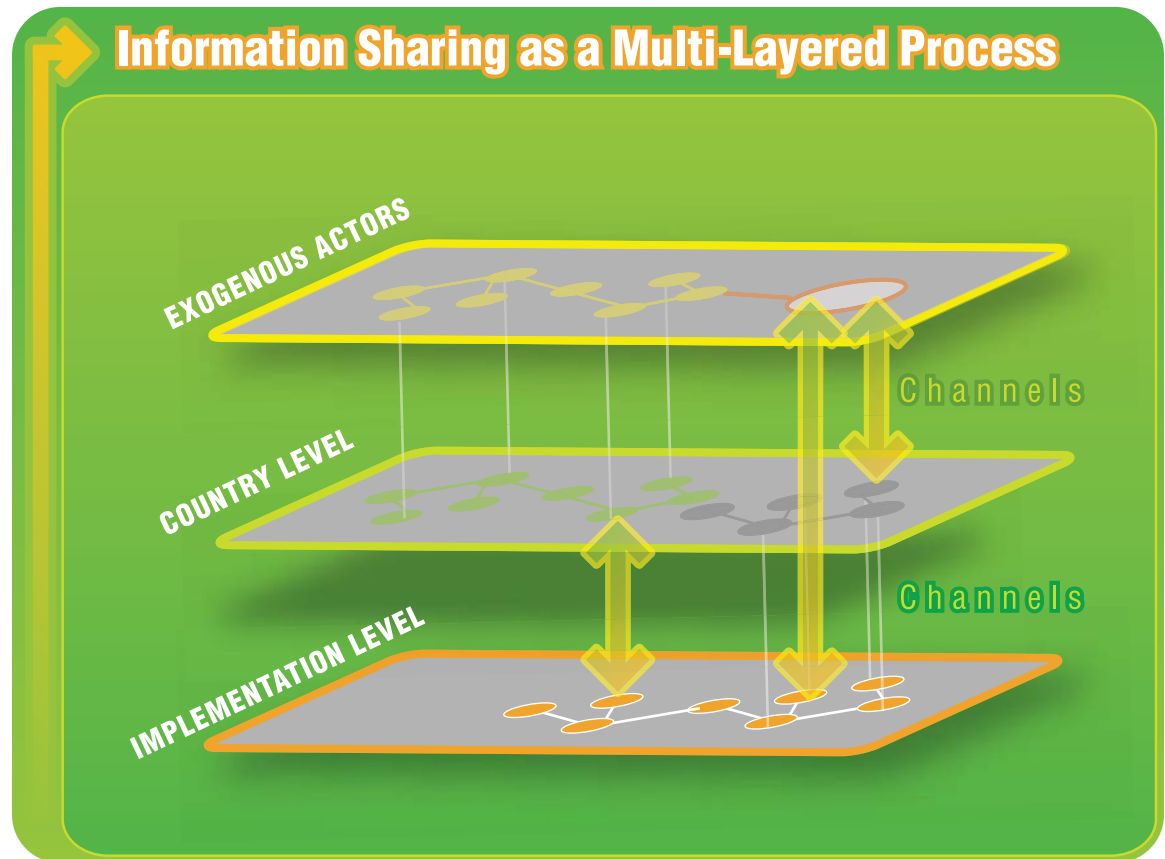 Information Sharing as a Multi-Layered Process
EXOGENOUS ACTORS
Channels
COUNTRY LEVEL
Channels
IMPLEMENTATION LEVEL